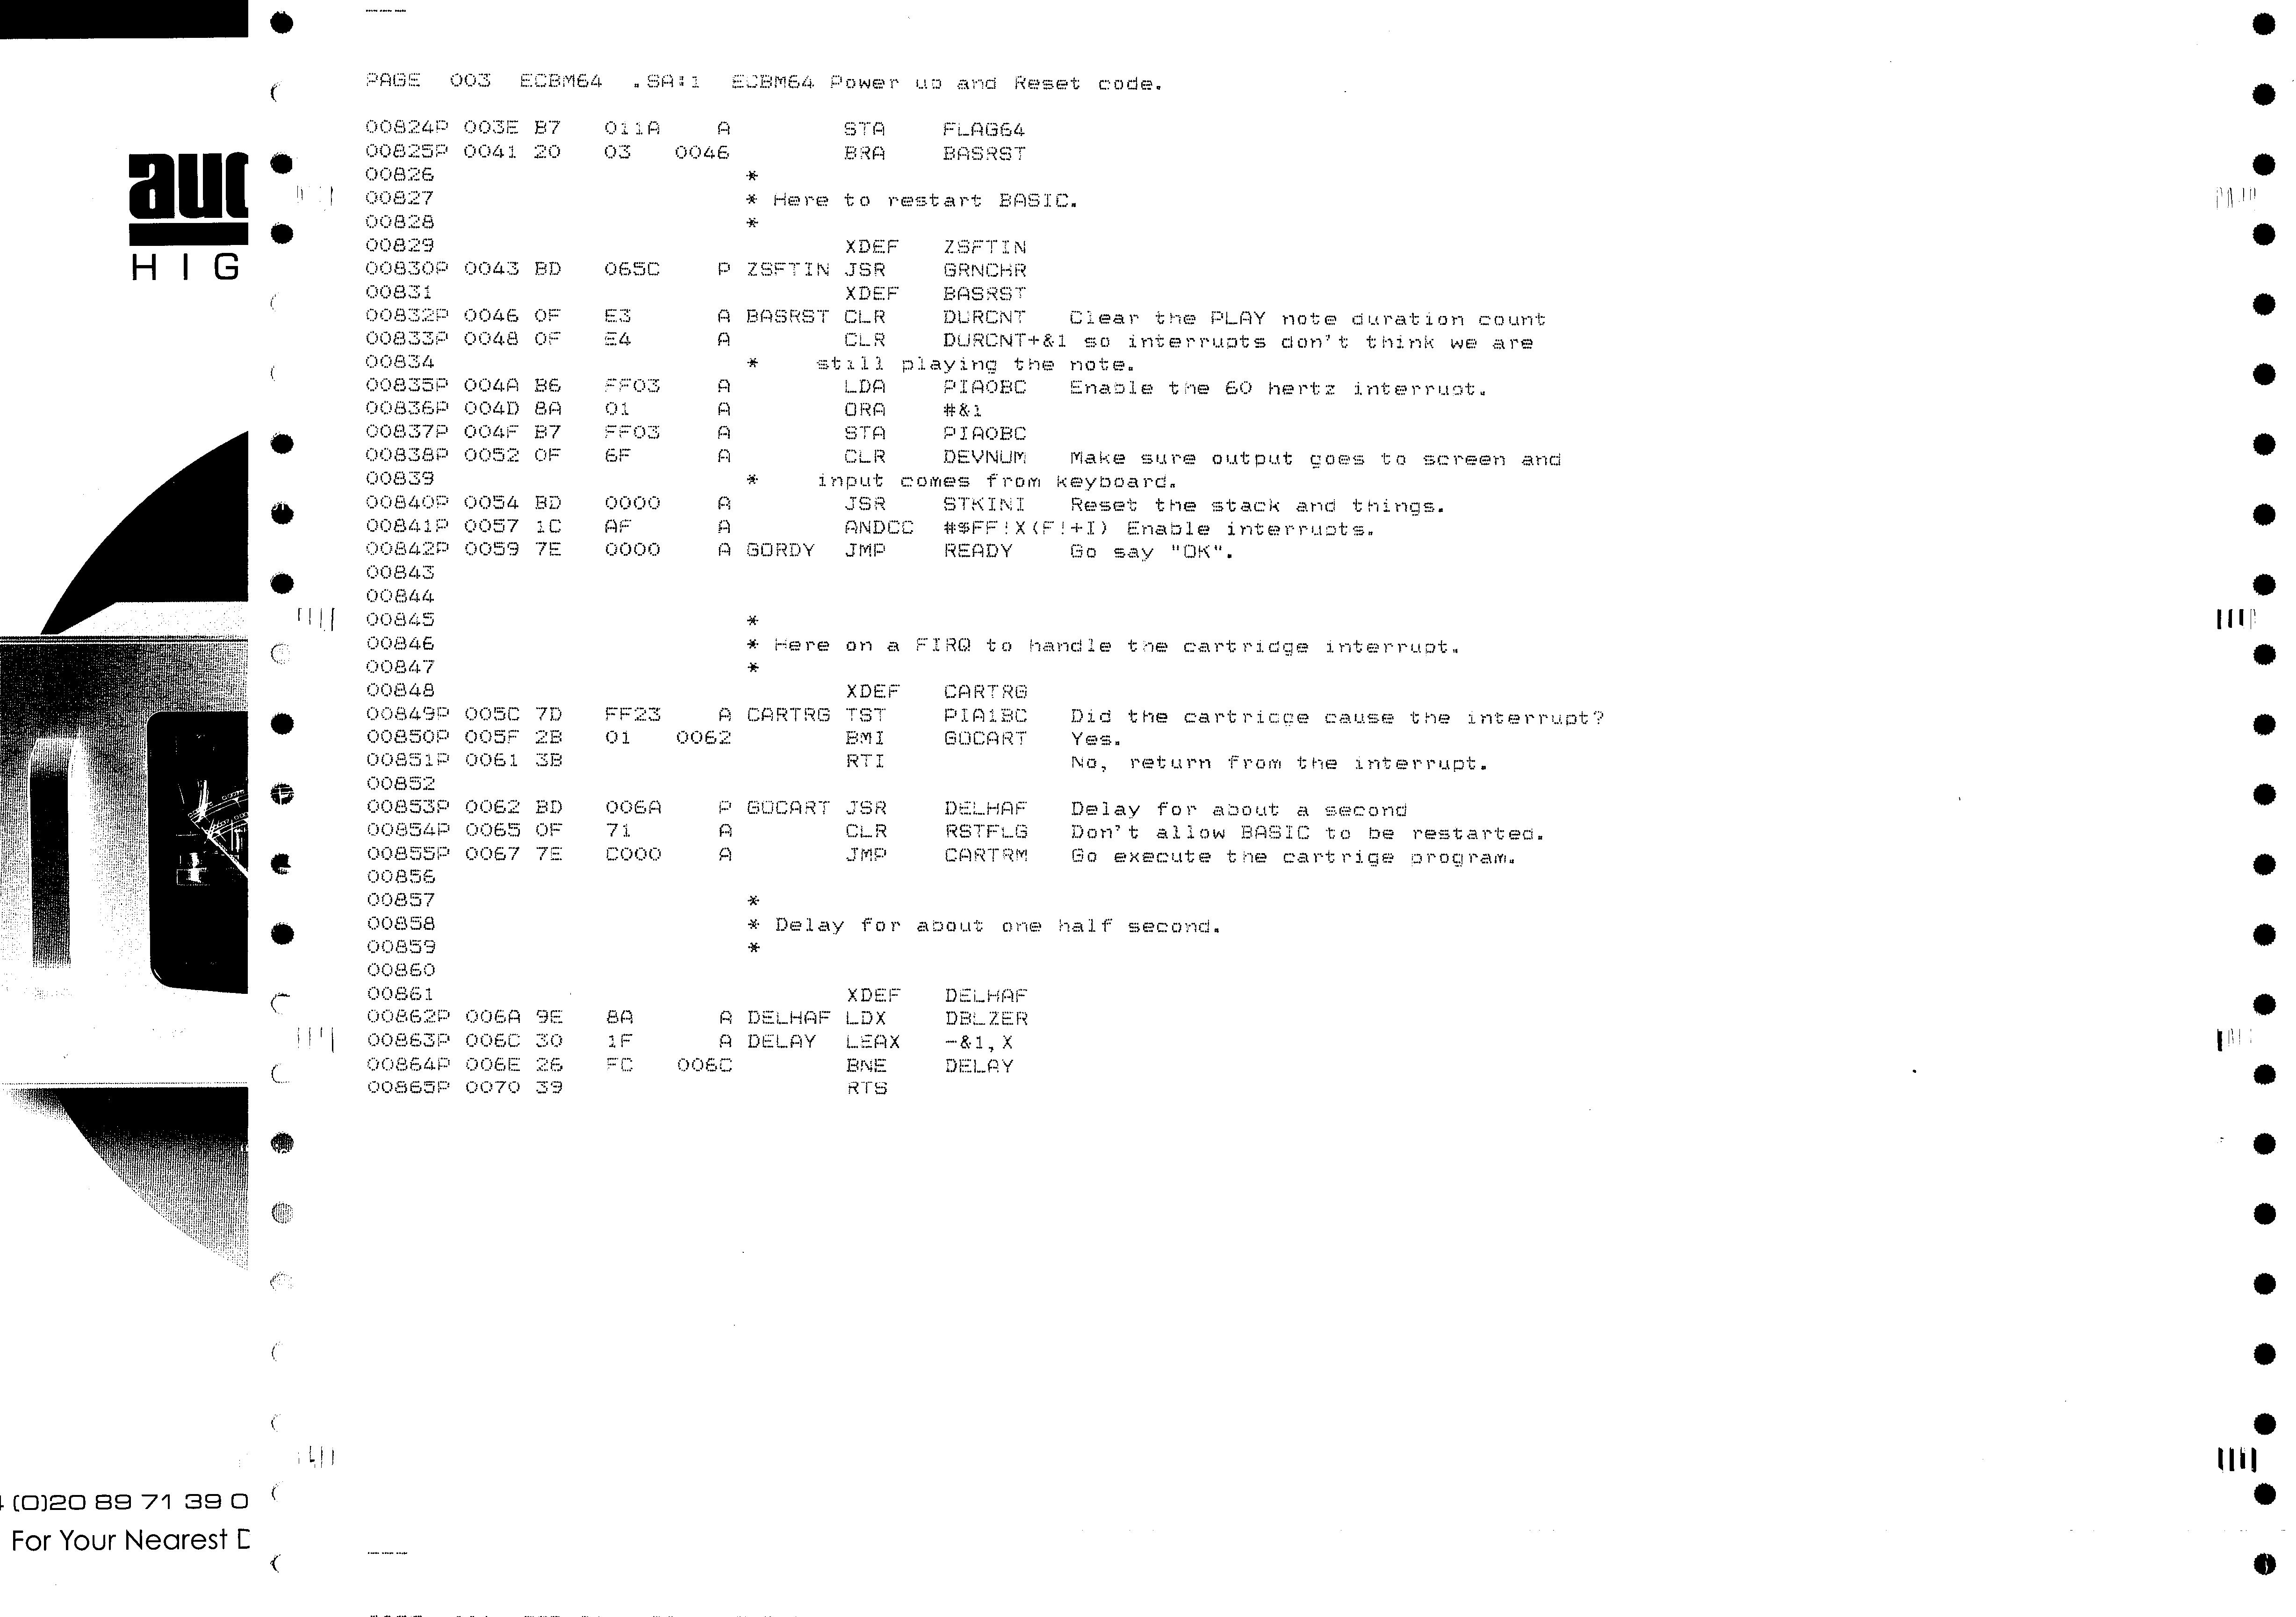 PAGE  003  ECBM64  .SA:1  ECBM64 Power up and Reset code.
00824P 003E B7   011A    A        STA    FLAG64
00825P 0041 20   03   0046        BRA    BASRST
00826                      *
00827                      * Here to restart BASIC.
00828                      *
00829                             XDEF   ZSFTIN
00830P 0043 BD   065C    P ZSFTIN JSR    GRNCHR
00831                             XDEF   BASRST
00832P 0046 0F   E3      A BASRST CLR    DURCNT   Clear the PLAY note duration count
00833P 0048 0F   E4      A        CLR    DURCNT+&1 so interrupts don't think we are
00834                      *    still playing the note.
00835P 004A B6   FF03    A        LDA    PIA0BC   Enable the 60 hertz interrupt.
00836P 004D 8A   01      A        ORA    #&1
00837P 004F B7   FF03    A        STA    PIA0BC
00838P 0052 0F   6F      A        CLR    DEVNUM   Make sure output goes to screen and
00839                      *    input comes from keyboard.
00840P 0054 BD   0000    A        JSR    STKINI   Reset the stack and things.
00841P 0057 1C   AF      A        ANDCC  #$FF!X(F!+I) Enable interrupts.
00842P 0059 7E   0000    A GORDY  JMP    READY    Go say "OK".
00843
00844
00845                      *
00846                      * Here on a FIRQ to handle the cartridge interrupt.
00847                      *
00848                             XDEF   CARTRG
00849P 005C 7D   FF23    A CARTRG TST    PIA1BC   Did the cartridge cause the interrupt?
00850P 005F 2B   01   0062        BMI    GOCART   Yes.
00851P 0061 3B                    RTI             No, return from the interrupt.
00852
00853P 0062 BD   006A    P GOCART JSR    DELHAF   Delay for about a second
00854P 0065 0F   71      A        CLR    RSTFLG   Don't allow BASIC to be restarted.
00855P 0067 7E   C000    A        JMP    CARTRM   Go execute the cartrige program.
00856
00857                      *
00858                      * Delay for about one half second.
00859                      *
00860
00861                             XDEF   DELHAF
00862P 006A 9E   8A      A DELHAF LDX    DBLZER
00863P 006C 30   1F      A DELAY  LEAX   -&1,X
00864P 006E 26   FC   006C        BNE    DELAY
00865P 0070 39                    RTS
auc
HIG
(0)20 89 71 39 0
For Your Nearest D